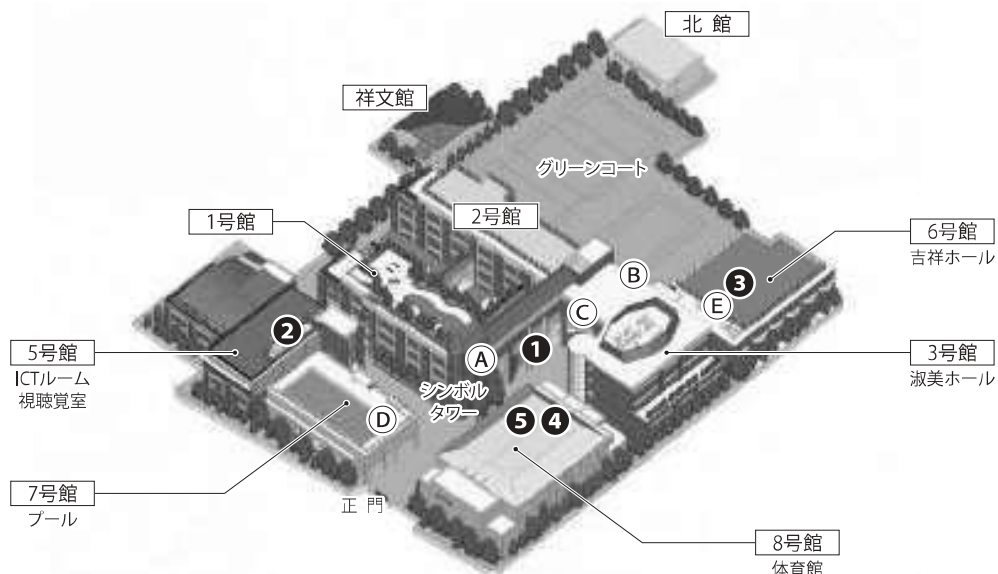 北館
祥文館
グリーンコート
1号館
2号館
6号館
吉祥ホール
B
3
E
C
2
A
1
5号館
ICTルーム
視聴覚室
シンボル
タワー
3号館
淑美ホール
D
5
4
7号館
プール
正門
8号館
体育館